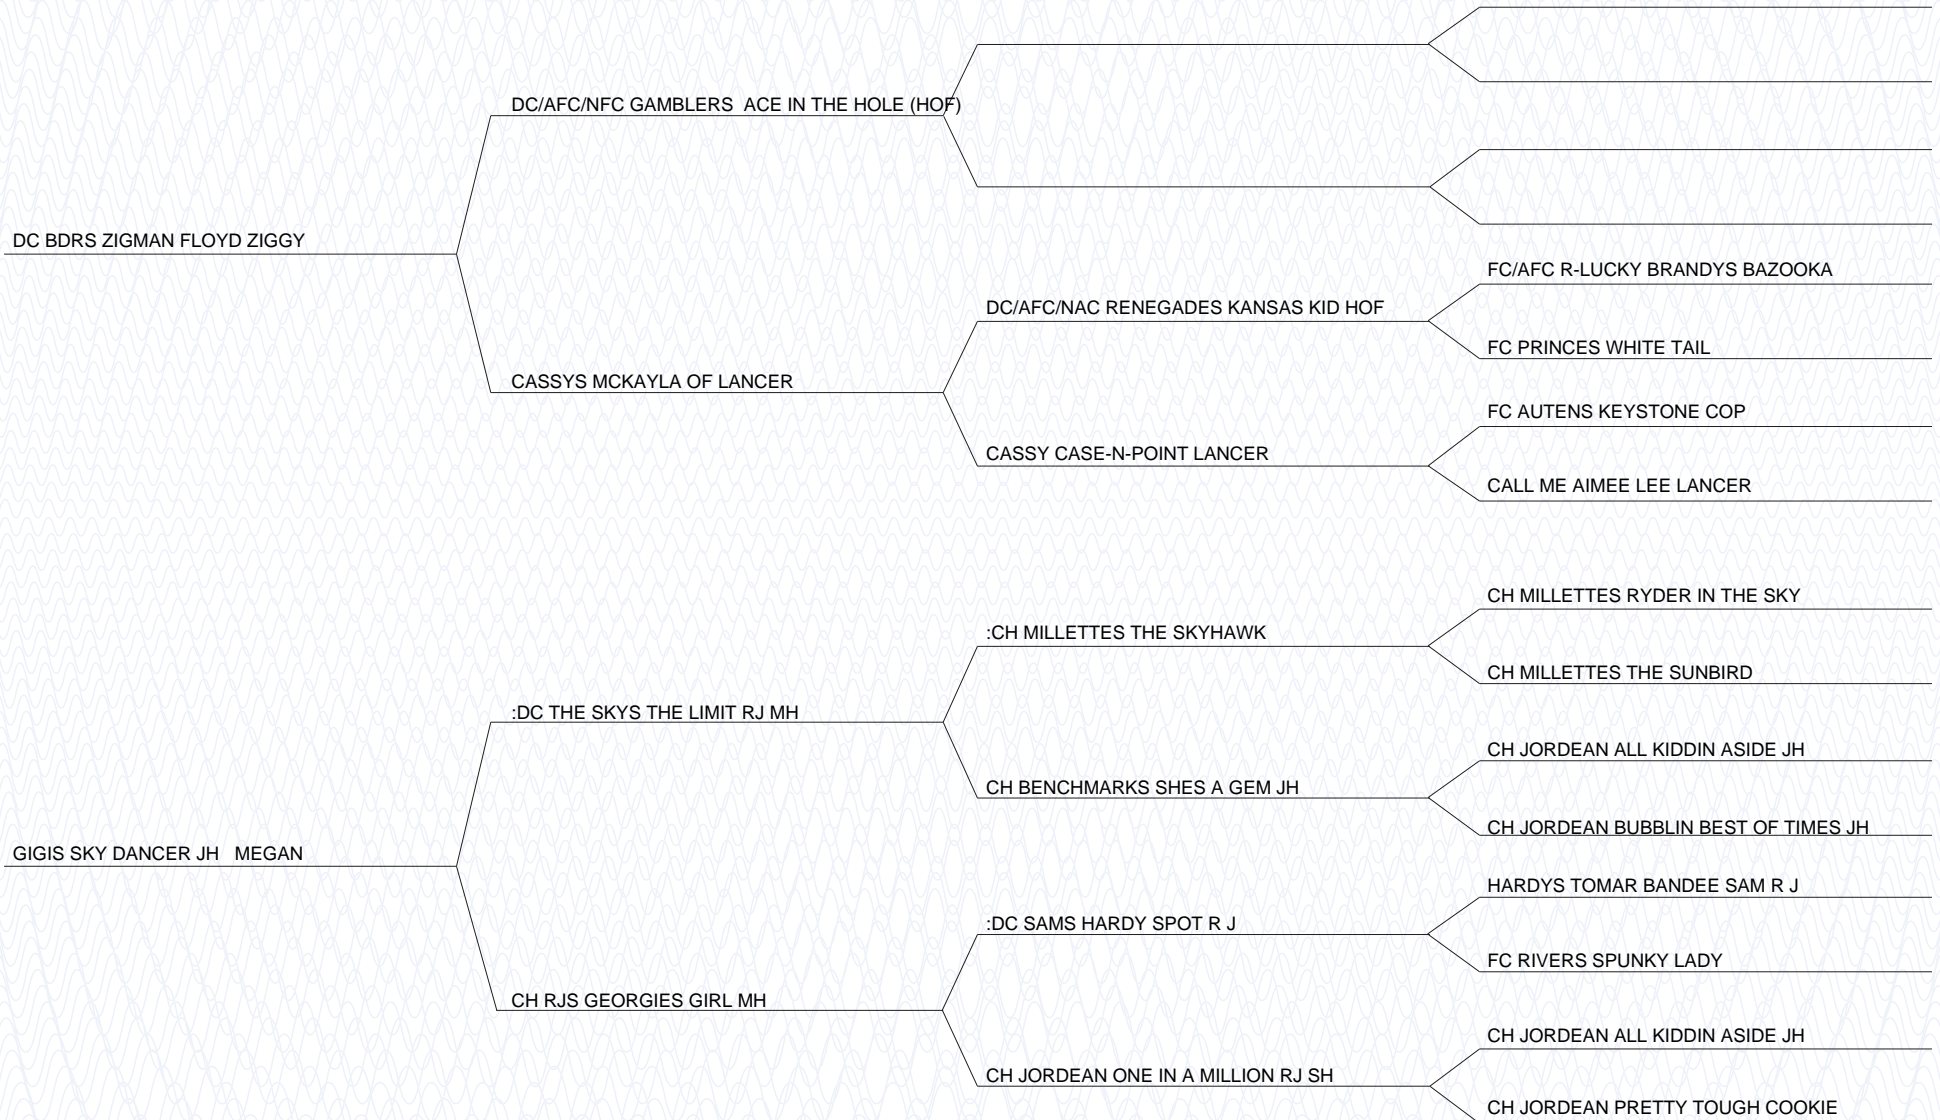 DC/AFC/NFC GAMBLERS  ACE IN THE HOLE (HOF)
DC BDRS ZIGMAN FLOYD ZIGGY
FC/AFC R-LUCKY BRANDYS BAZOOKA
DC/AFC/NAC RENEGADES KANSAS KID HOF
FC PRINCES WHITE TAIL
CASSYS MCKAYLA OF LANCER
FC AUTENS KEYSTONE COP
CASSY CASE-N-POINT LANCER
CALL ME AIMEE LEE LANCER
CH MILLETTES RYDER IN THE SKY
:CH MILLETTES THE SKYHAWK
CH MILLETTES THE SUNBIRD
:DC THE SKYS THE LIMIT RJ MH
CH JORDEAN ALL KIDDIN ASIDE JH
CH BENCHMARKS SHES A GEM JH
CH JORDEAN BUBBLIN BEST OF TIMES JH
GIGIS SKY DANCER JH   MEGAN
HARDYS TOMAR BANDEE SAM R J
:DC SAMS HARDY SPOT R J
FC RIVERS SPUNKY LADY
CH RJS GEORGIES GIRL MH
CH JORDEAN ALL KIDDIN ASIDE JH
CH JORDEAN ONE IN A MILLION RJ SH
CH JORDEAN PRETTY TOUGH COOKIE